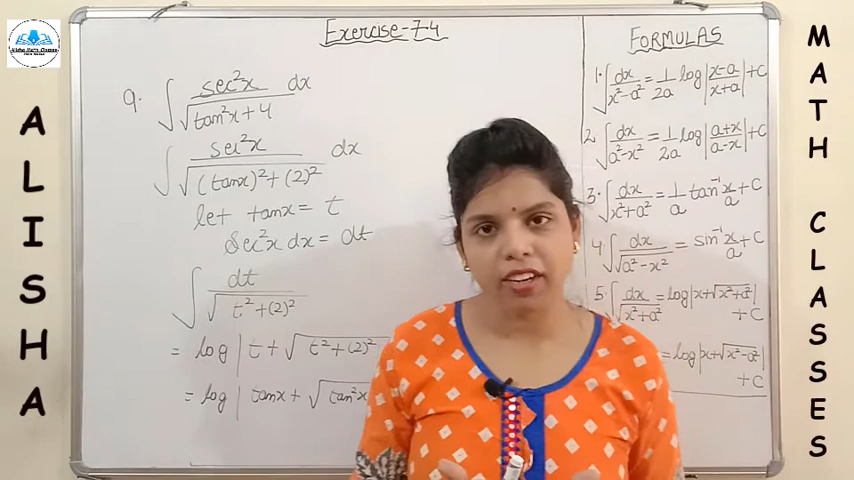 ALISHA
MATH CLASSES
Exercise-7.4
9. ∫ sec²x / √(tan²x + 4) dx
∫ sec²x / √((tanx)² + (2)²) dx
let tanx = t
Sec²x dx = dt
∫ dt / √(t² + (2)²)
= log | t + √(t² + (2)²
= log | tanx + √(tan²x
FORMULAS
1. ∫ dx / (x² - a²) = 1/2a log |(x-a)/(x+a)| + C
2. ∫ dx / (a² - x²) = 1/2a log |(a+x)/(a-x)| + C
3. ∫ dx / (x² + a²) = 1/a tan⁻¹ x/a + C
4. ∫ dx / √(a² - x²) = sin⁻¹ x/a + C
5. ∫ dx / √(x² + a²) = log |x + √(x² + a²)|
+ C
= log |x + √(x² - a²)|
+ C